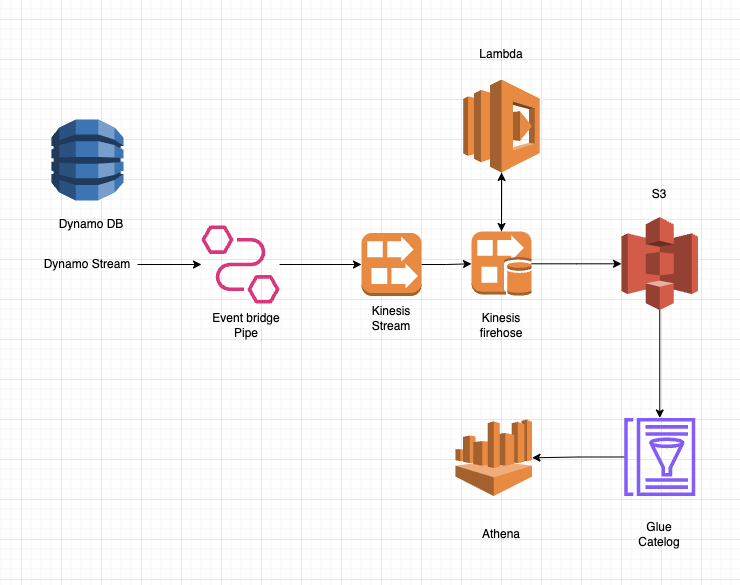 Lambda
S3
Dynamo DB
Dynamo Stream
Event bridge
Pipe
Kinesis
Stream
Kinesis
firehose
Athena
Glue
Catelog